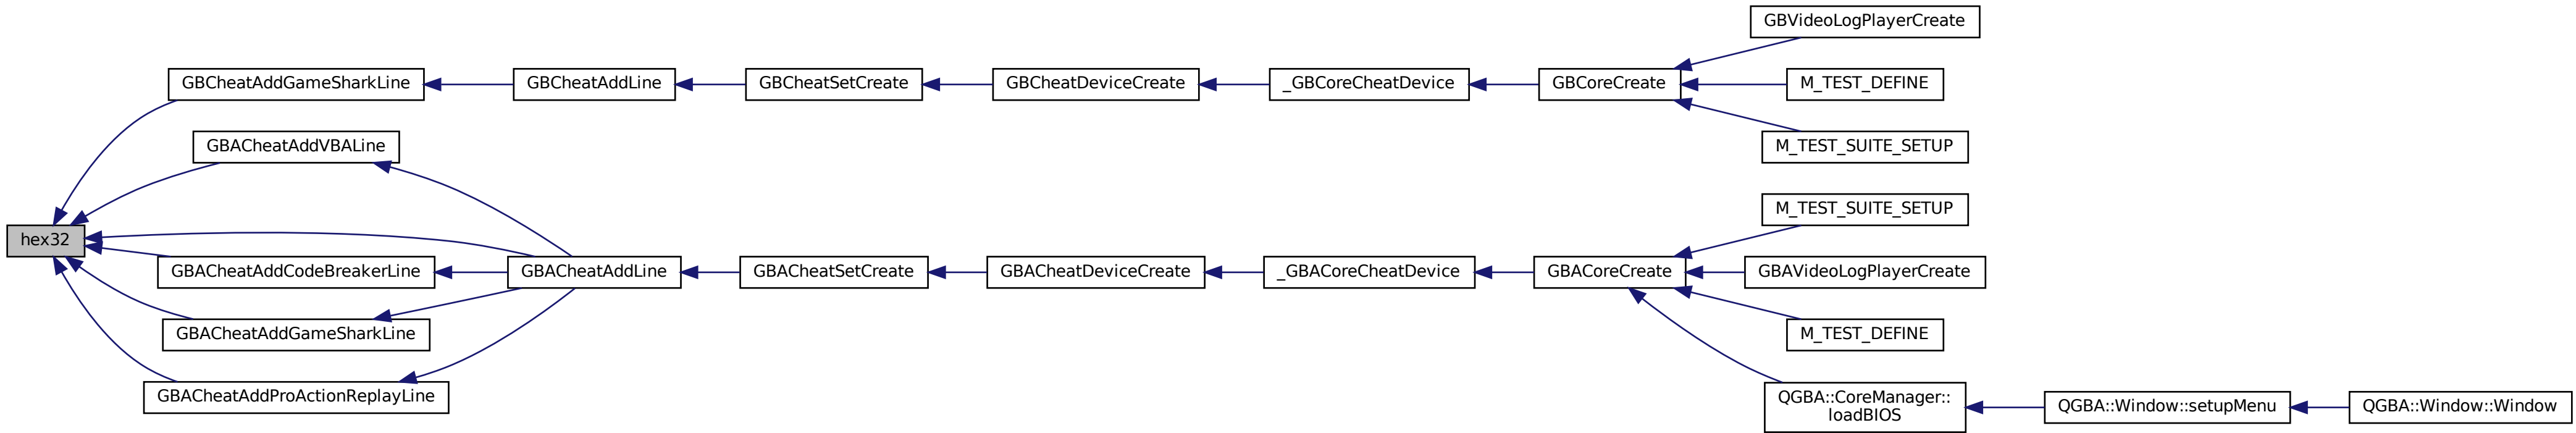 GBVideoLogPlayerCreate
GBCheatAddGameSharkLine
GBCheatAddLine
GBCheatSetCreate
GBCheatDeviceCreate
_GBCoreCheatDevice
GBCoreCreate
M_TEST_DEFINE
GBACheatAddVBALine
M_TEST_SUITE_SETUP
M_TEST_SUITE_SETUP
hex32
GBACheatAddCodeBreakerLine
GBACheatAddLine
GBACheatSetCreate
GBACheatDeviceCreate
_GBACoreCheatDevice
GBACoreCreate
GBAVideoLogPlayerCreate
GBACheatAddGameSharkLine
M_TEST_DEFINE
GBACheatAddProActionReplayLine
QGBA::CoreManager::
loadBIOS
QGBA::Window::setupMenu
QGBA::Window::Window